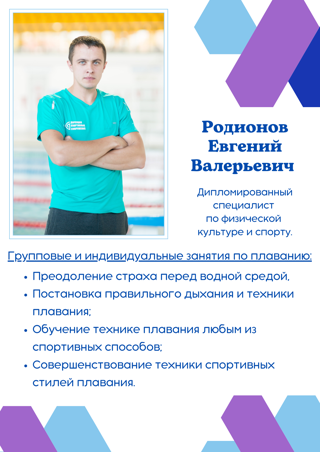 Родионов
Евгений
Валерьевич
Дипломированный
специалист
по физической
культуре и спорту.
Групповые и индивидуальные занятия по плаванию:
• Преодоление страха перед водной средой,
• Постановка правильного дыхания и техники
плавания;
• Обучение технике плавания любым из
спортивных способов;
• Совершенствование техники спортивных
стилей плавания.